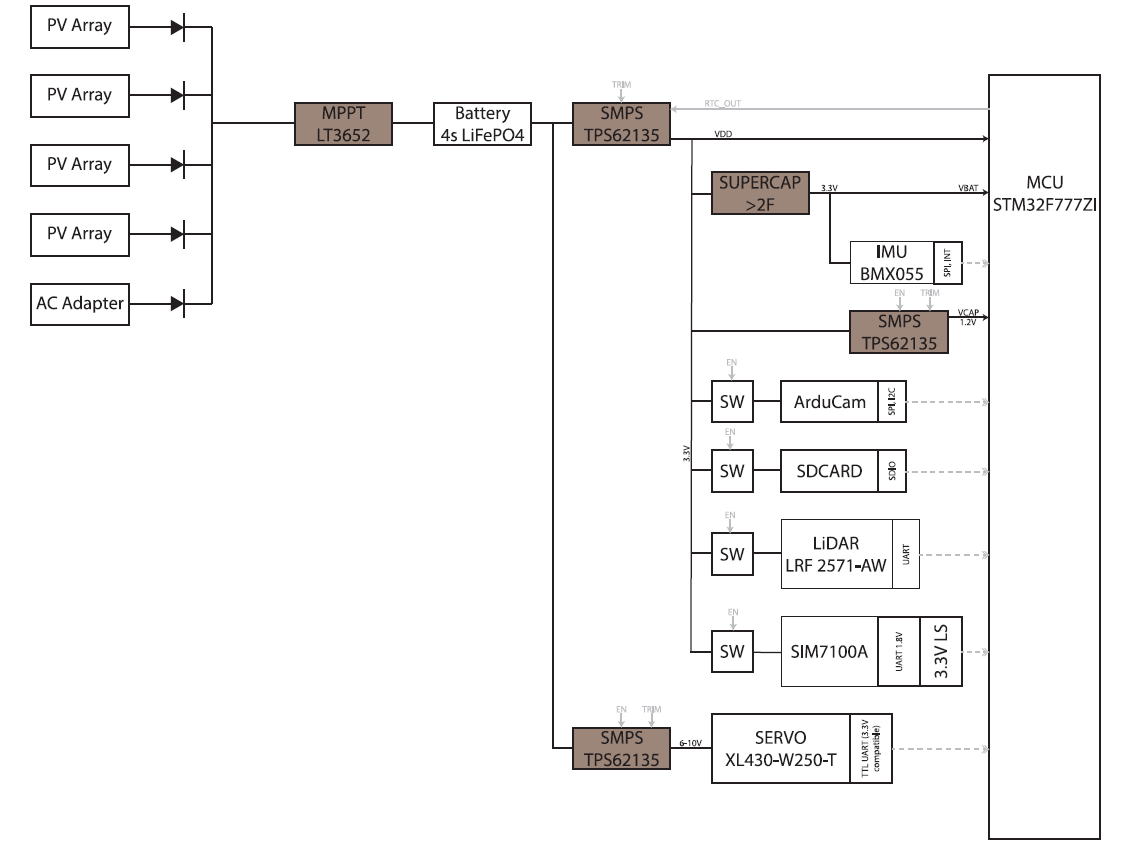 PV Array
PV Array
PV Array
PV Array
AC Adapter
MPPT
LT3652
Battery
4s LiFePO4
TRIM
SMPS
TPS62135
RTC_OUT
VDD
SUPERCAP
>2F
3.3V
VBAT
MCU
STM32F777ZI
IMU
BMX055
SPI, INT
EN
TRIM
SMPS
TPS62135
VCAP
1.2V
EN
SW
ArduCam
SPI, I2C
3.3V
EN
SW
SDCARD
SDIO
EN
SW
LiDAR
LRF 2571-AW
UART
EN
SW
SIM7100A
UART 1.8V
3.3V LS
EN
TRIM
SMPS
TPS62135
6-10V
SERVO
XL430-W250-T
TTL UART (3.3V
compatible)